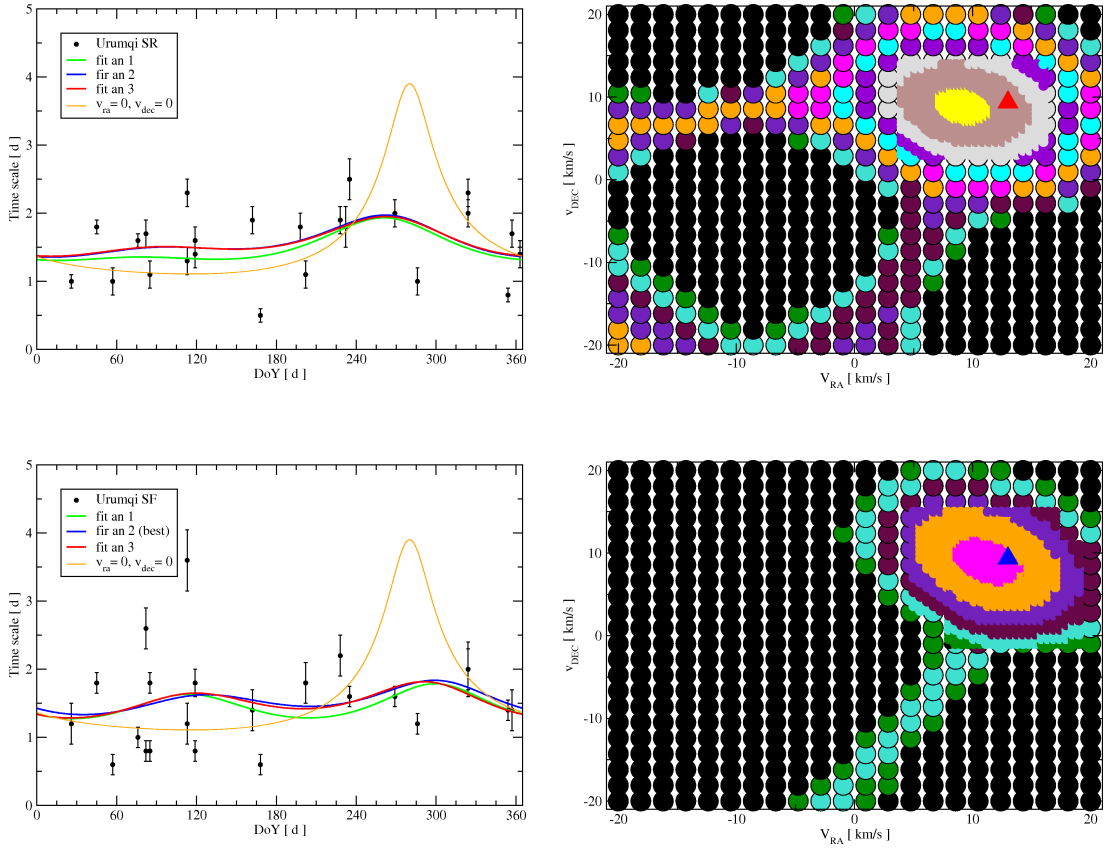 5
4
3
2
1
0
Time scale [ d ]
Urumqi SR
fit an 1
fir an 2
fit an 3
v_ra = 0, v_dec = 0
0 60 120 180 240 300 360
DoY [ d ]
20
10
0
-10
-20
v_DEC [ km/s ]
-20 -10 0 10 20
V_RA [ km/s ]
5
4
3
2
1
0
Time scale [ d ]
Urumqi SF
fit an 1
fir an 2 (best)
fit an 3
v_ra = 0, v_dec = 0
0 60 120 180 240 300 360
DoY [ d ]
20
10
0
-10
-20
v_DEC [ km/s ]
-20 -10 0 10 20
V_RA [ km/s ]